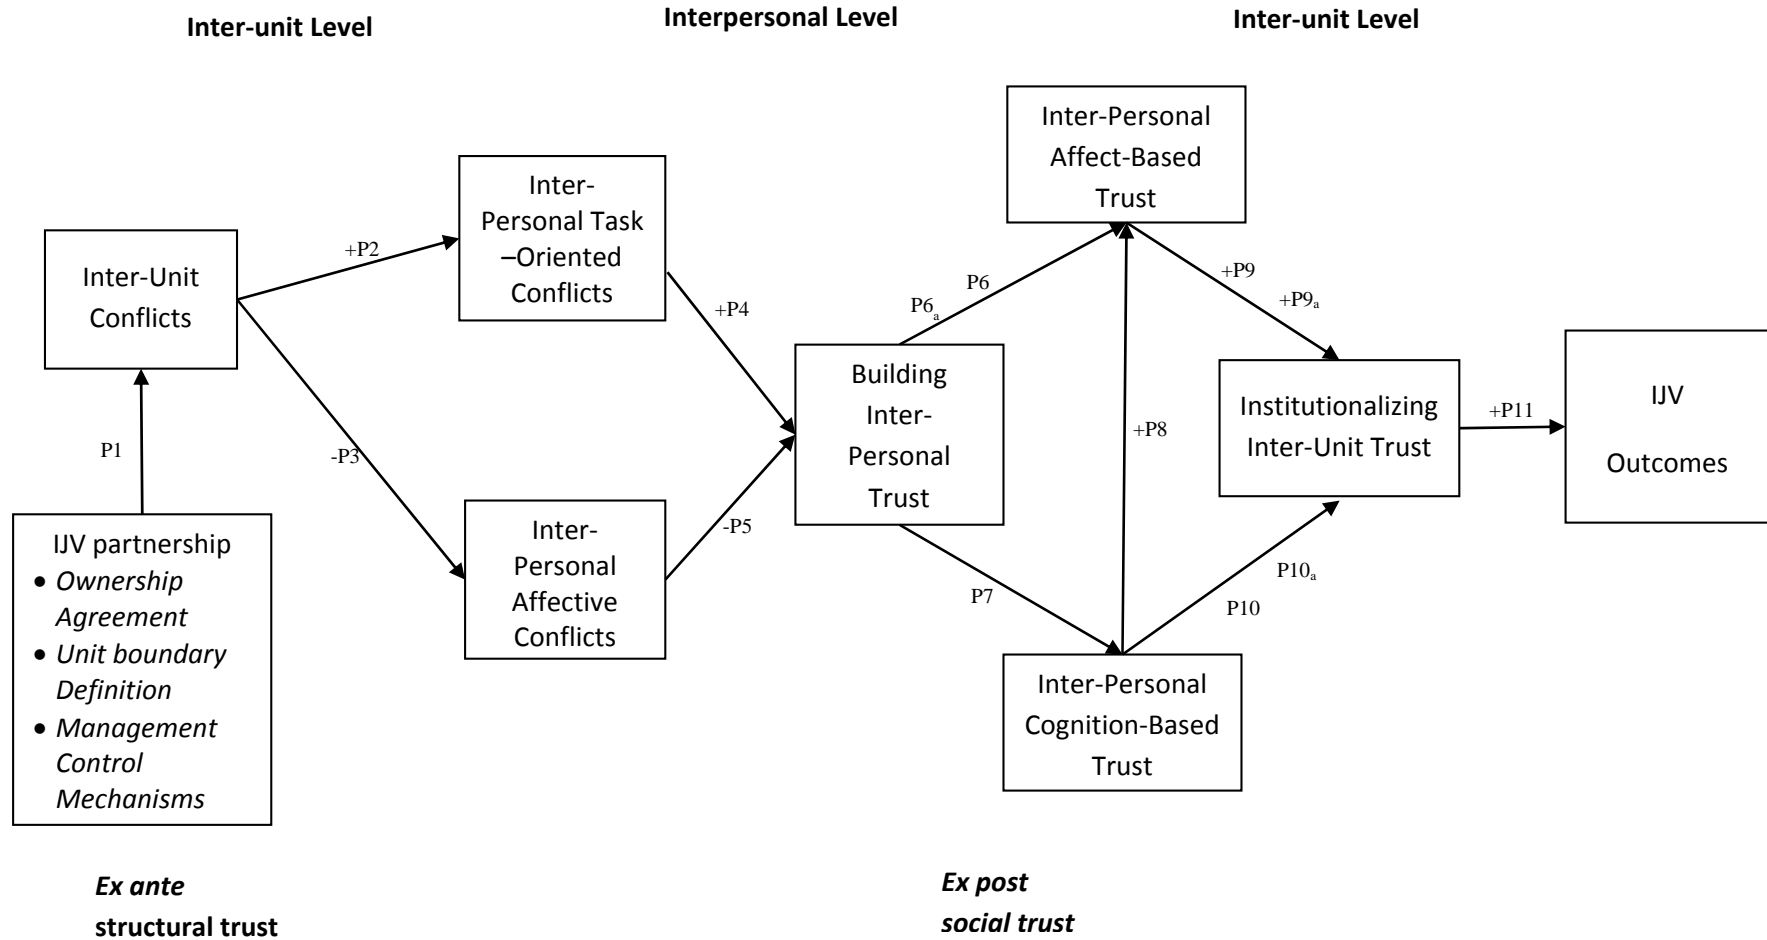 Inter-unit Level
Interpersonal Level
Inter-unit Level
Inter-Unit
Conflicts
P1
IJV partnership
• Ownership
Agreement
• Unit boundary
Definition
• Management
Control
Mechanisms
+P2
-P3
Inter-
Personal Task
–Oriented
Conflicts
Inter-
Personal
Affective
Conflicts
+P4
-P5
Building
Inter-
Personal
Trust
P6
P6a
P7
Inter-Personal
Affect-Based
Trust
+P8
Inter-Personal
Cognition-Based
Trust
+P9
+P9a
P10a
P10
Institutionalizing
Inter-Unit Trust
+P11
IJV
Outcomes
Ex ante
structural trust
Ex post
social trust